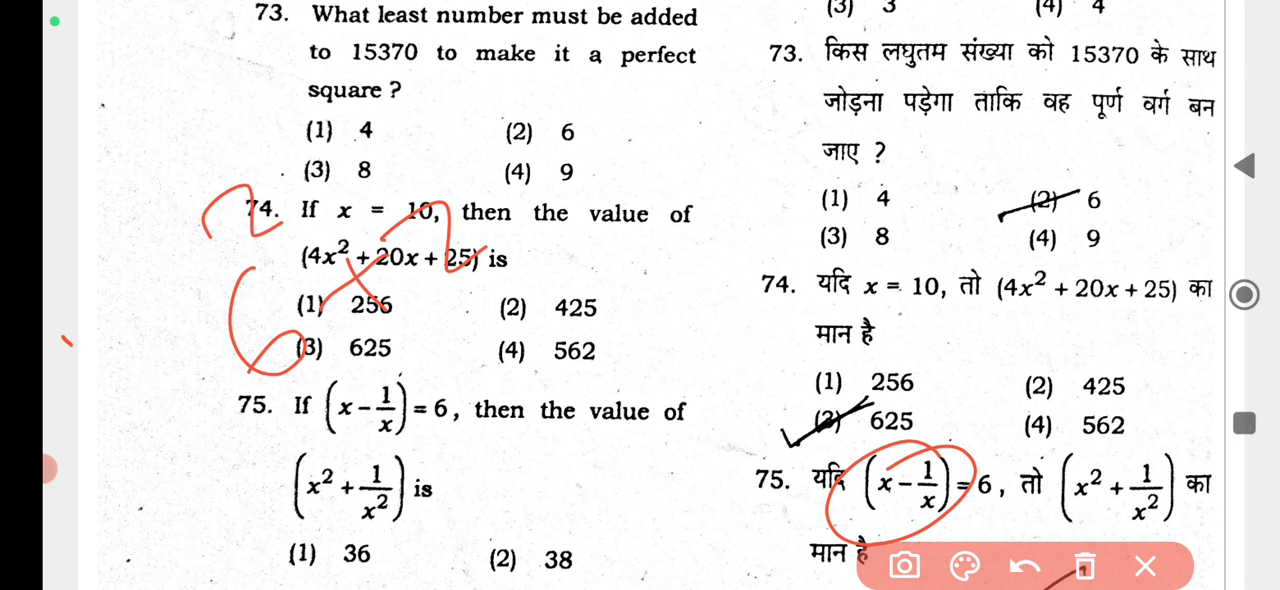 73. What least number must be added
to 15370 to make it a perfect
square ?
(1) 4 (2) 6
(3) 8 (4) 9
74. If x = 10, then the value of
(4x² + 20x + 25) is
(1) 256 (2) 425
(3) 625 (4) 562
75. If (x - 1/x) = 6, then the value of
(x² + 1/x²) is
(1) 36 (2) 38
(3) 3 (4) 4
73. किस लघुतम संख्या को 15370 के साथ
जोड़ना पड़ेगा ताकि वह पूर्ण वर्ग बन
जाए ?
(1) 4 (2) 6
(3) 8 (4) 9
74. यदि x = 10, तो (4x² + 20x + 25) का
मान है
(1) 256 (2) 425
(3) 625 (4) 562
75. यदि (x - 1/x) = 6, तो (x² + 1/x²) का
मान है